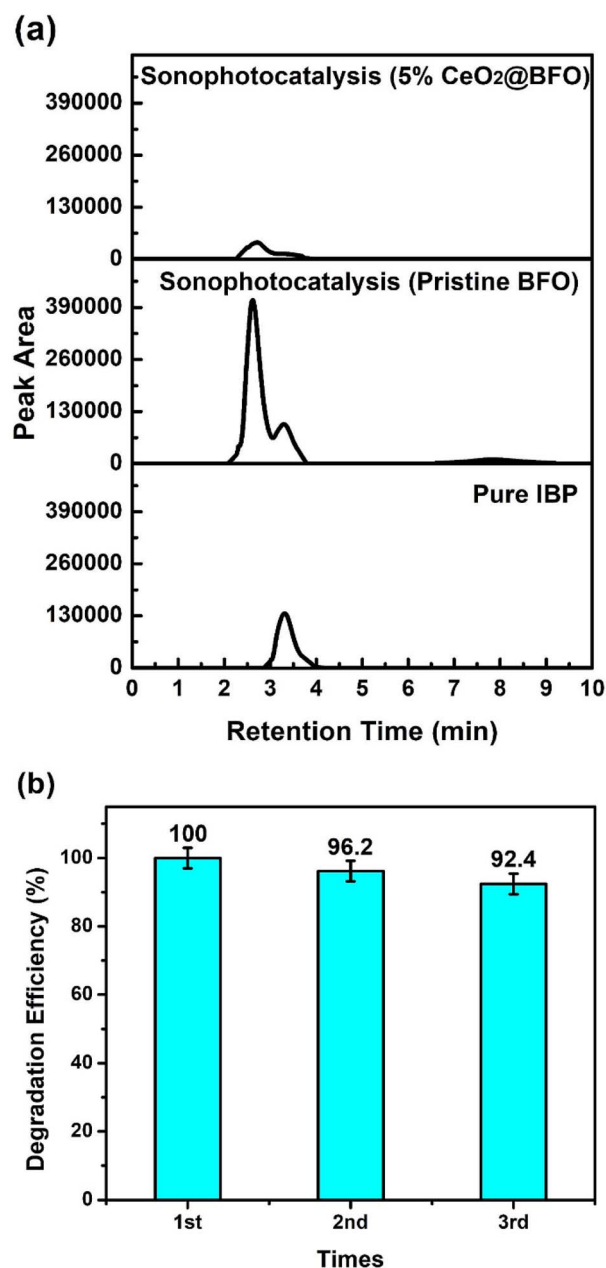 (a)
Sonophotocatalysis (5% CeO₂@BFO)
390000
260000
130000
0
Sonophotocatalysis (Pristine BFO)
390000
260000
130000
0
Peak Area
Pure IBP
390000
260000
130000
0
0 1 2 3 4 5 6 7 8 9 10
Retention Time (min)
(b)
100 96.2 92.4
100
80
60
40
20
0
Degradation Efficiency (%)
1st 2nd 3rd
Times